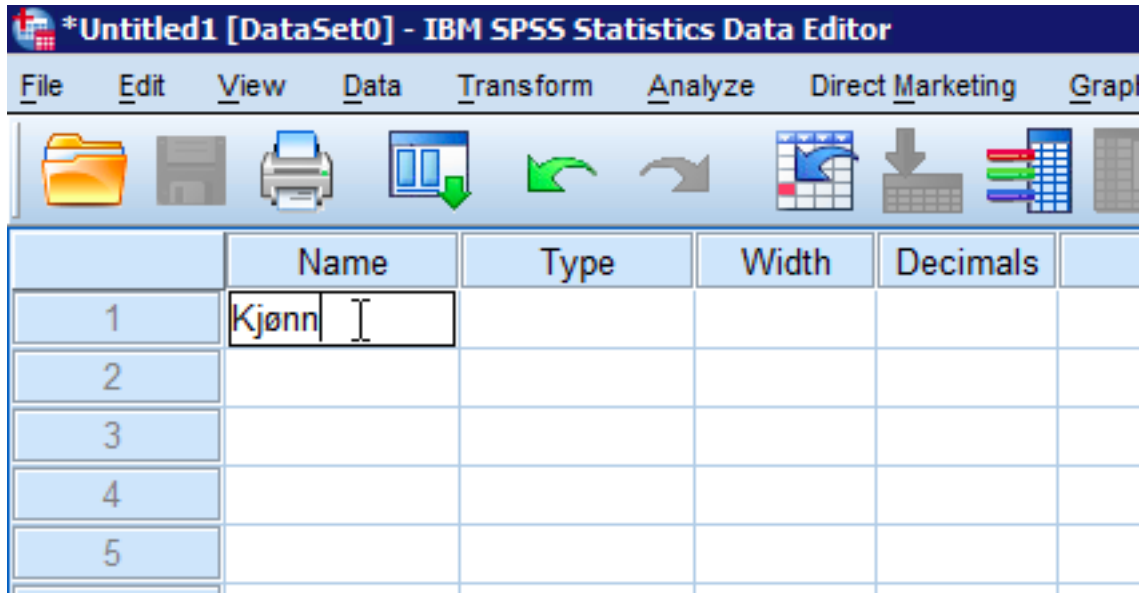 *Untitled1 [DataSet0] - IBM SPSS Statistics Data Editor
File Edit View Data Transform Analyze Direct Marketing Graph
Name Type Width Decimals
1 Kjønn
2
3
4
5